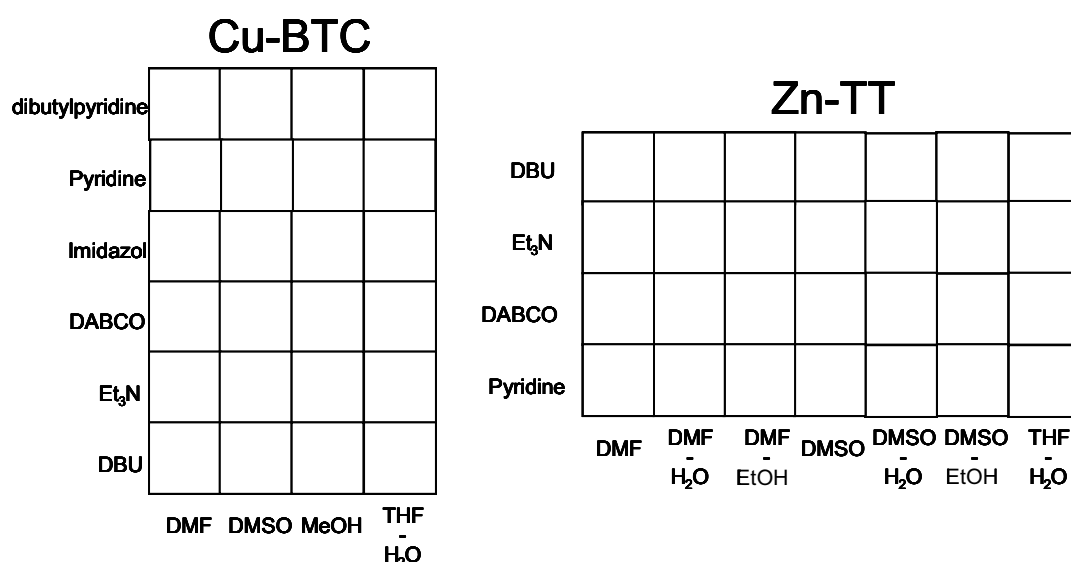 Cu-BTC
dibutylpyridine
Pyridine
Imidazol
DABCO
Et₃N
DBU
DMF
DMSO
MeOH
THF
-
H₂O
Zn-TT
DBU
Et₃N
DABCO
Pyridine
DMF
DMF
-
H₂O
DMF
-
EtOH
DMSO
DMSO
-
H₂O
DMSO
-
EtOH
THF
-
H₂O